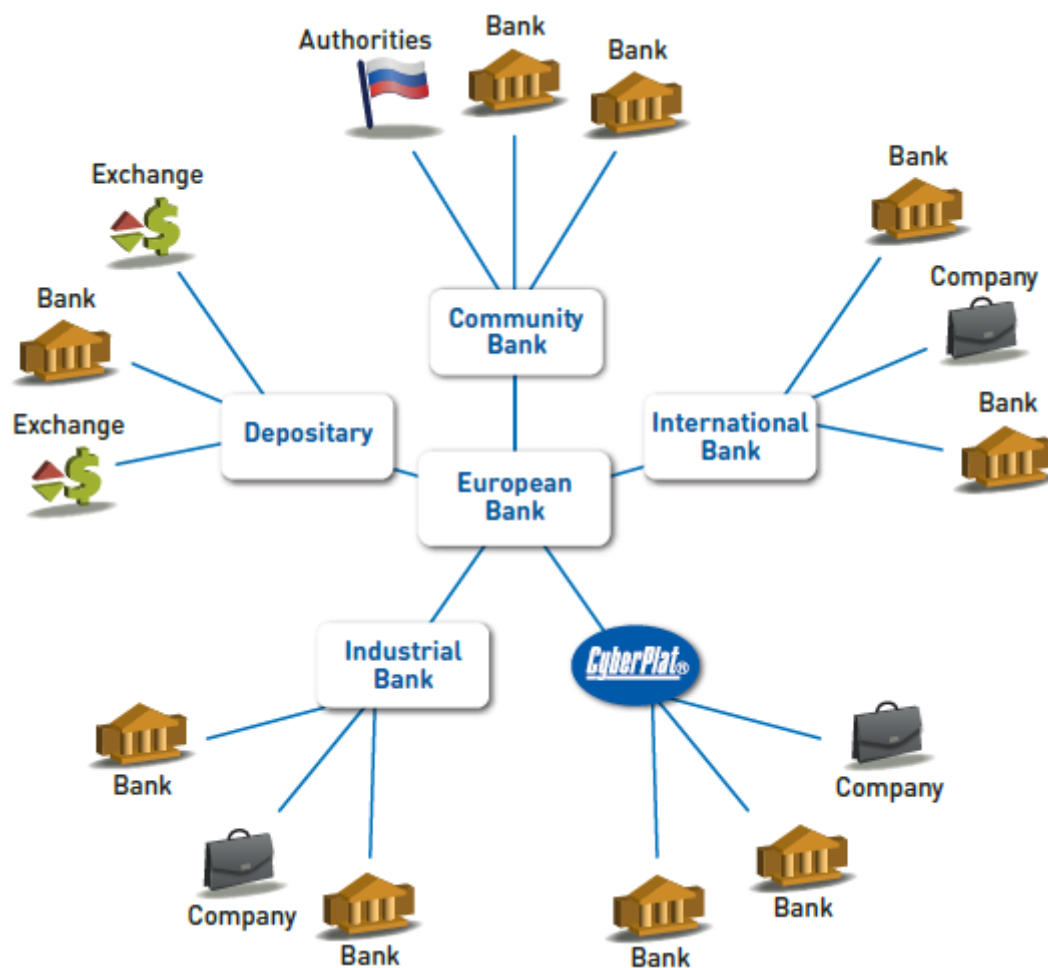 Authorities
Bank
Bank
Exchange
Bank
Company
Bank
Exchange
Bank
Community
Bank
Depositary
International
Bank
European
Bank
Industrial
Bank
CyberPlat®
Bank
Company
Bank
Company
Bank
Bank